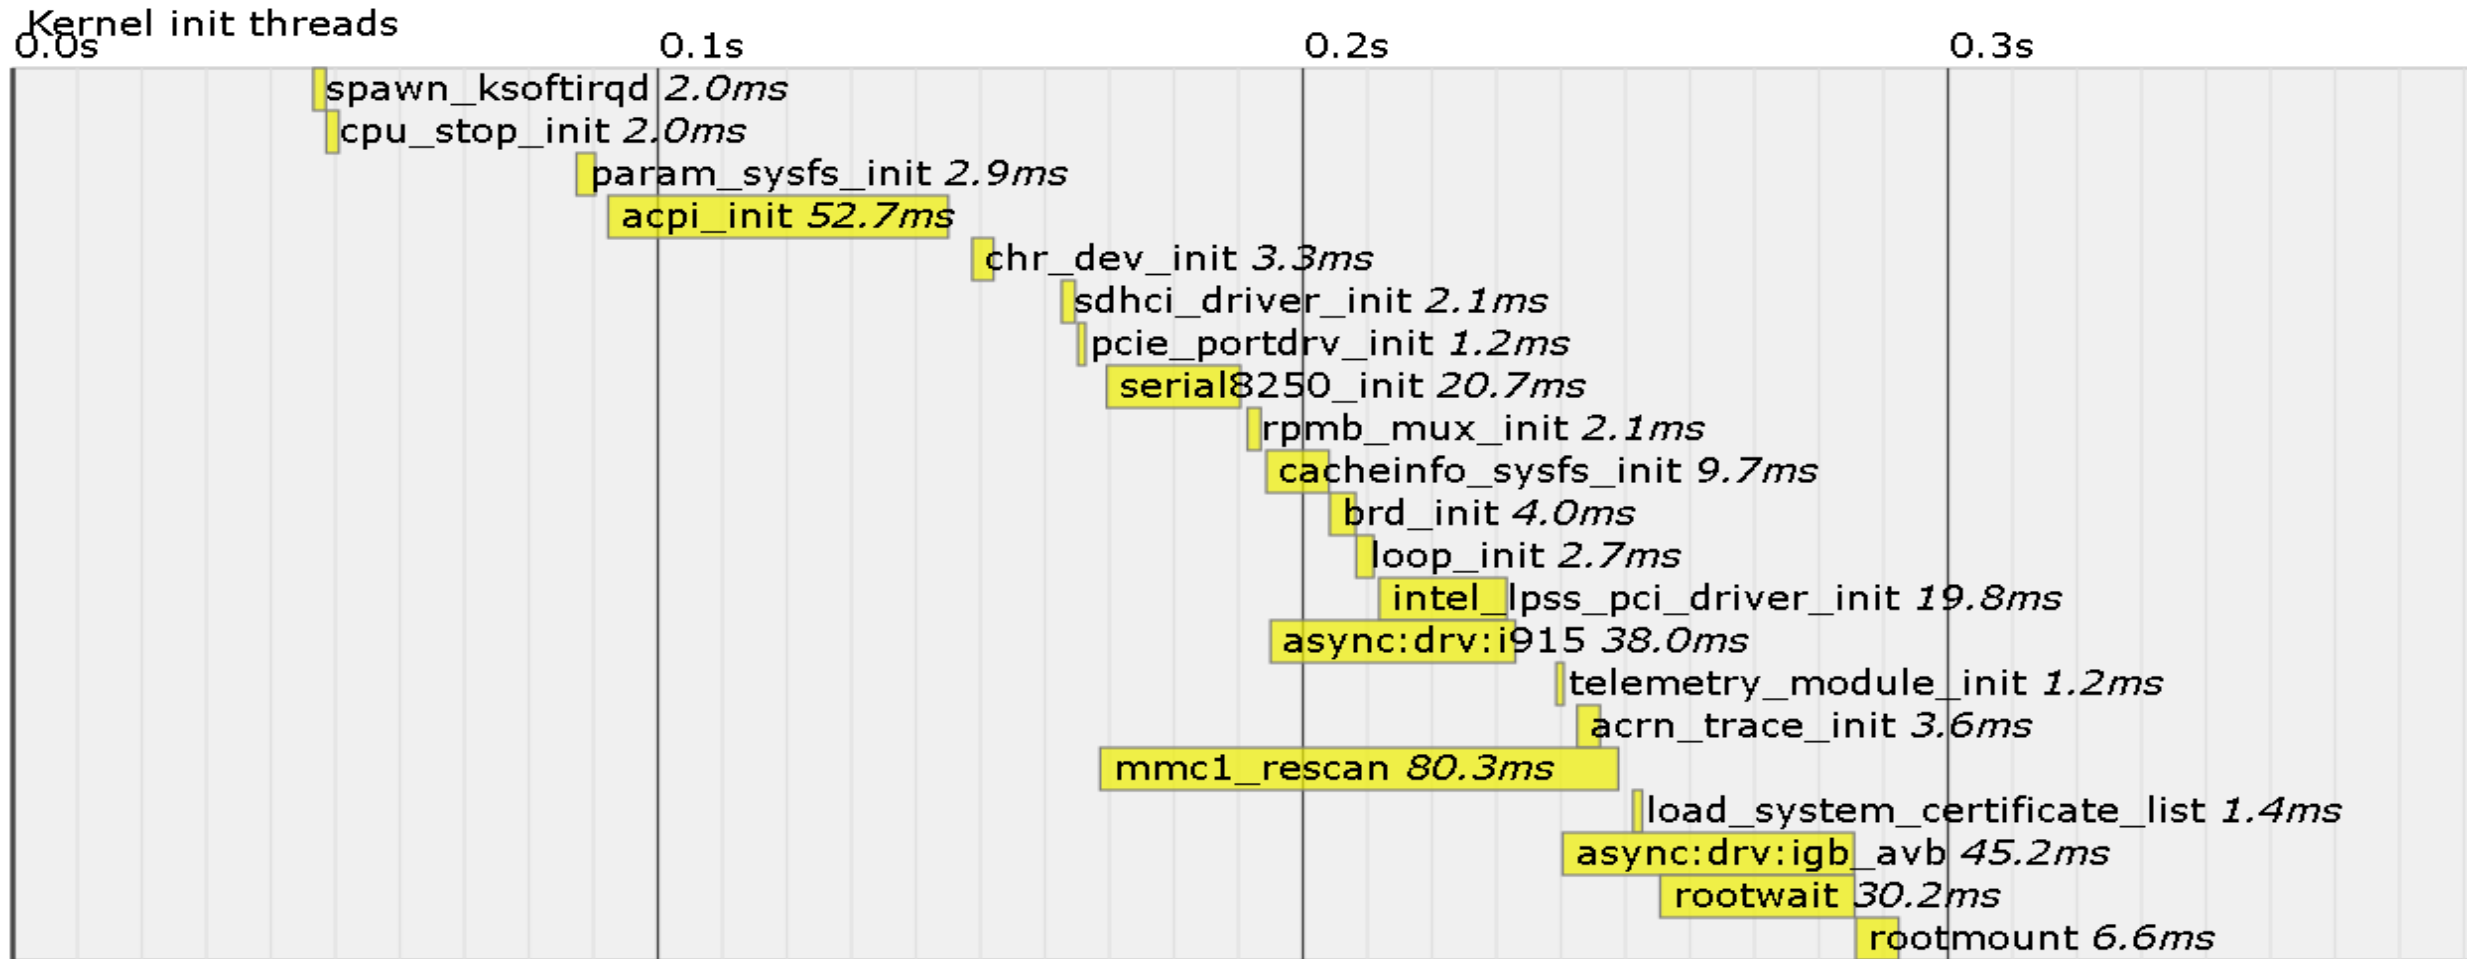 Kernel init threads
0.0s 0.1s 0.2s 0.3s
spawn_ksoftirqd 2.0ms
cpu_stop_init 2.0ms
param_sysfs_init 2.9ms
acpi_init 52.7ms
chr_dev_init 3.3ms
sdhci_driver_init 2.1ms
pcie_portdrv_init 1.2ms
serial8250_init 20.7ms
rpmb_mux_init 2.1ms
cacheinfo_sysfs_init 9.7ms
brd_init 4.0ms
loop_init 2.7ms
intel_lpss_pci_driver_init 19.8ms
async:drv:i915 38.0ms
telemetry_module_init 1.2ms
acrn_trace_init 3.6ms
mmc1_rescan 80.3ms
load_system_certificate_list 1.4ms
async:drv:igb_avb 45.2ms
rootwait 30.2ms
rootmount 6.6ms